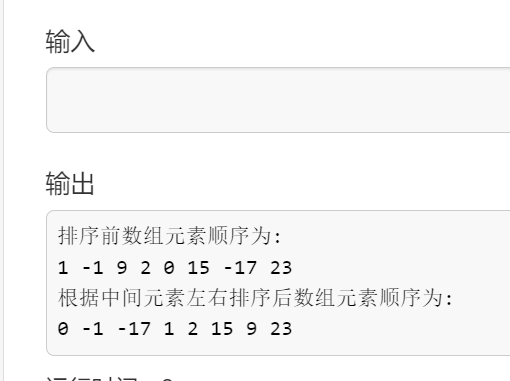 输入
输出
排序前数组元素顺序为:
1 -1 9 2 0 15 -17 23
根据中间元素左右排序后数组元素顺序为:
0 -1 -17 1 2 15 9 23